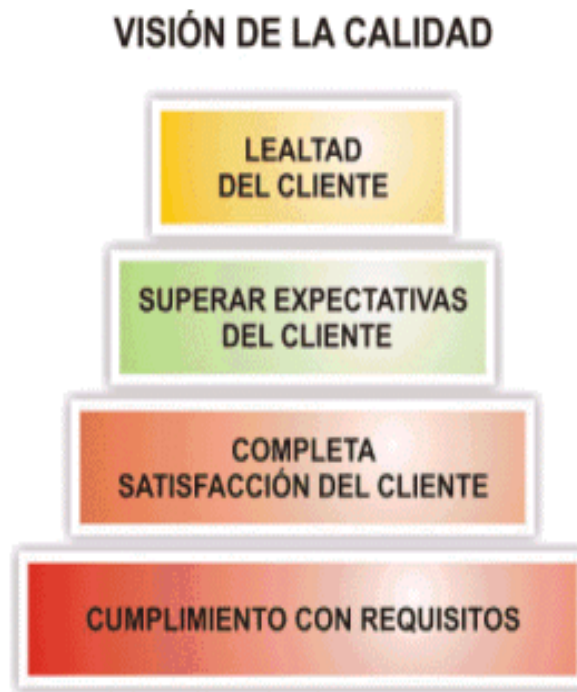 VISIÓN DE LA CALIDAD
LEALTAD
DEL CLIENTE
SUPERAR EXPECTATIVAS
DEL CLIENTE
COMPLETA
SATISFACCIÓN DEL CLIENTE
CUMPLIMIENTO CON REQUISITOS